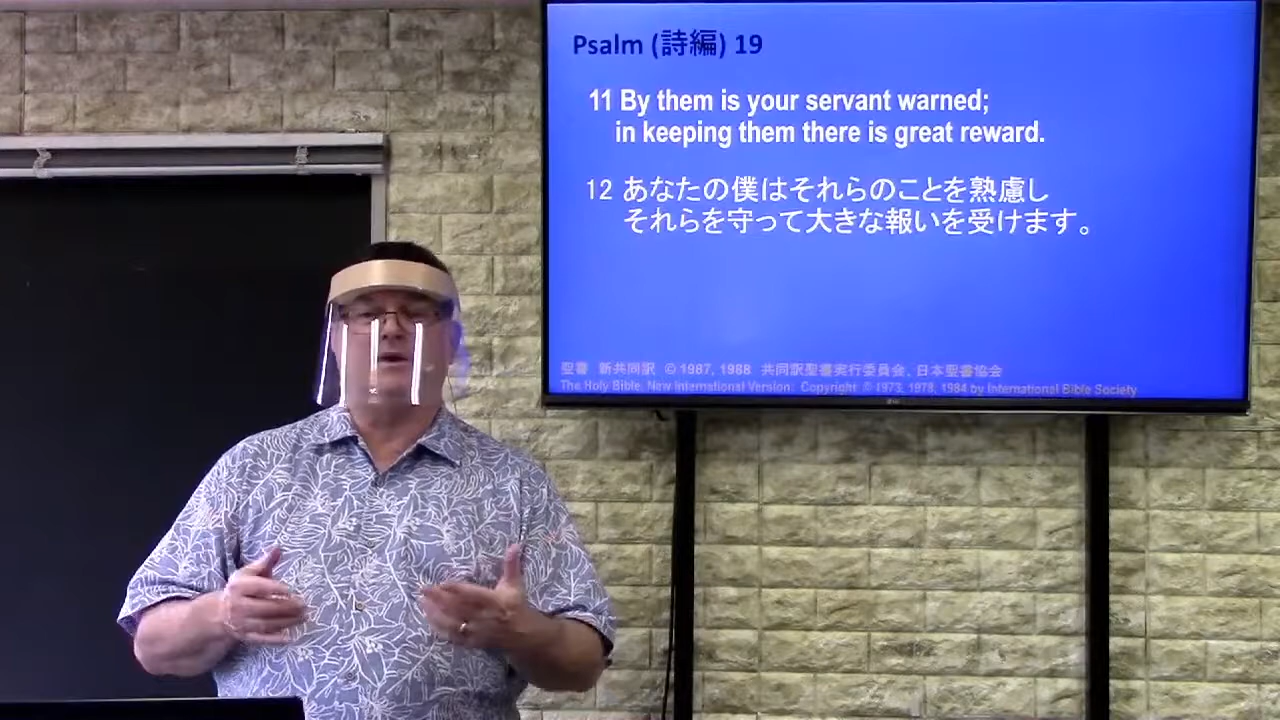 Psalm (詩編) 19
11 By them is your servant warned;
in keeping them there is great reward.
12 あなたの僕はそれらのことを熟慮し
それらを守って大きな報いを受けます。
聖書 新共同訳 © 1987, 1988 共同訳聖書実行委員会、日本聖書協会
The Holy Bible, New International Version. Copyright © 1973, 1978, 1984 by International Bible Society